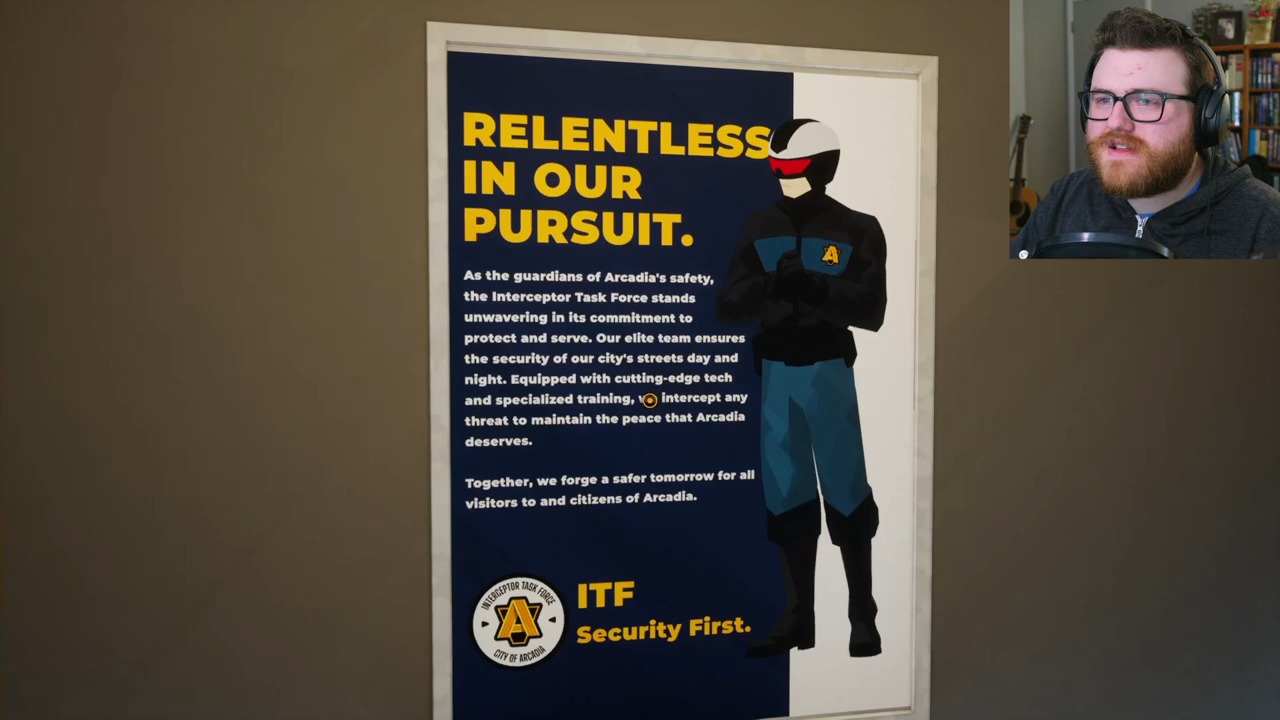 RELENTLESS
IN OUR
PURSUIT.
As the guardians of Arcadia's safety,
the Interceptor Task Force stands
unwavering in its commitment to
protect and serve. Our elite team ensures
the security of our city's streets day and
night. Equipped with cutting-edge tech
and specialized training, intercept any
threat to maintain the peace that Arcadia
deserves.
Together, we forge a safer tomorrow for all
visitors to and citizens of Arcadia.
INTERCEPTOR TASK FORCE
A
CITY OF ARCADIA
ITF
Security First.
A